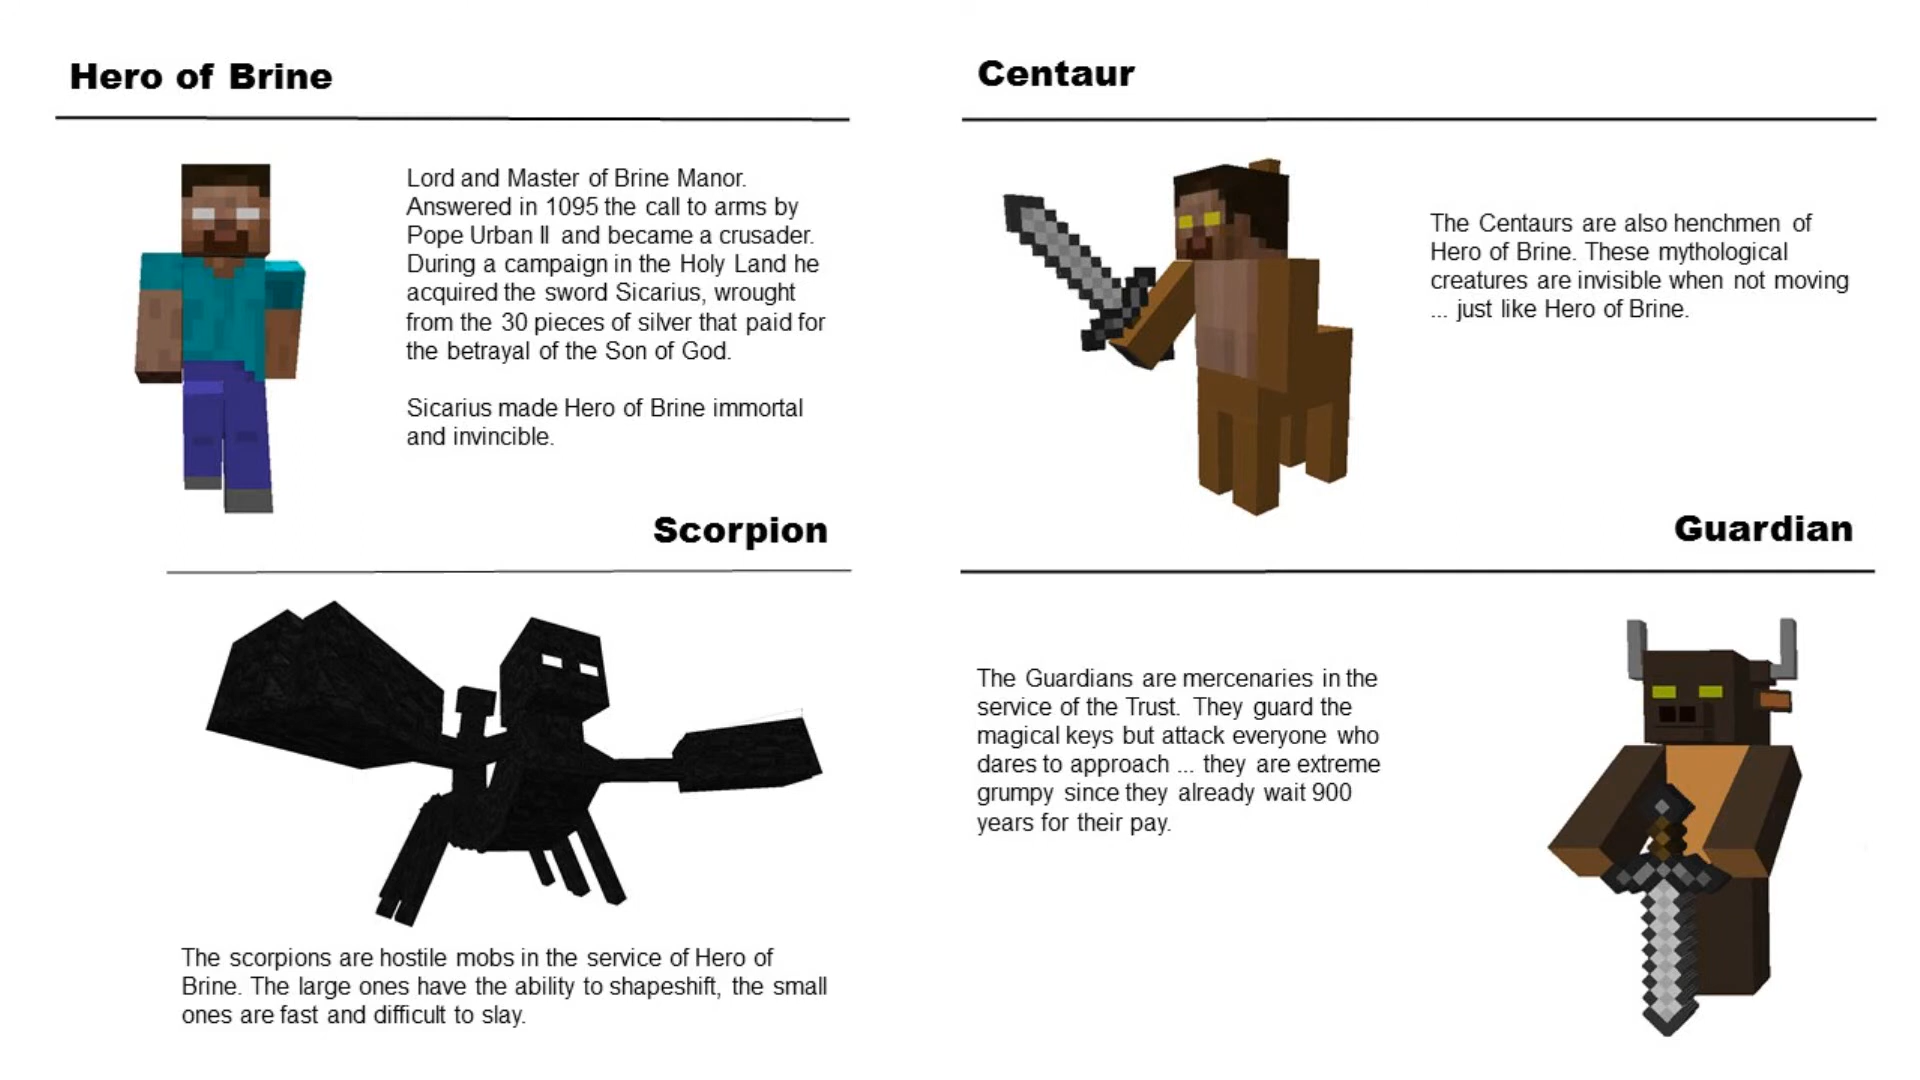 Hero of Brine
Lord and Master of Brine Manor.
Answered in 1095 the call to arms by
Pope Urban II and became a crusader.
During a campaign in the Holy Land he
acquired the sword Sicarius, wrought
from the 30 pieces of silver that paid for
the betrayal of the Son of God.
Sicarius made Hero of Brine immortal
and invincible.
Centaur
The Centaurs are also henchmen of
Hero of Brine. These mythological
creatures are invisible when not moving
... just like Hero of Brine.
Scorpion
The scorpions are hostile mobs in the service of Hero of
Brine. The large ones have the ability to shapeshift, the small
ones are fast and difficult to slay.
Guardian
The Guardians are mercenaries in the
service of the Trust. They guard the
magical keys but attack everyone who
dares to approach ... they are extreme
grumpy since they already wait 900
years for their pay.